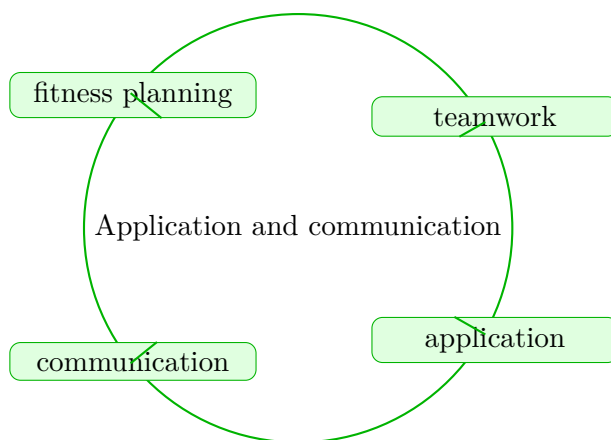 fitness planning
teamwork
Application and communication
application
communication